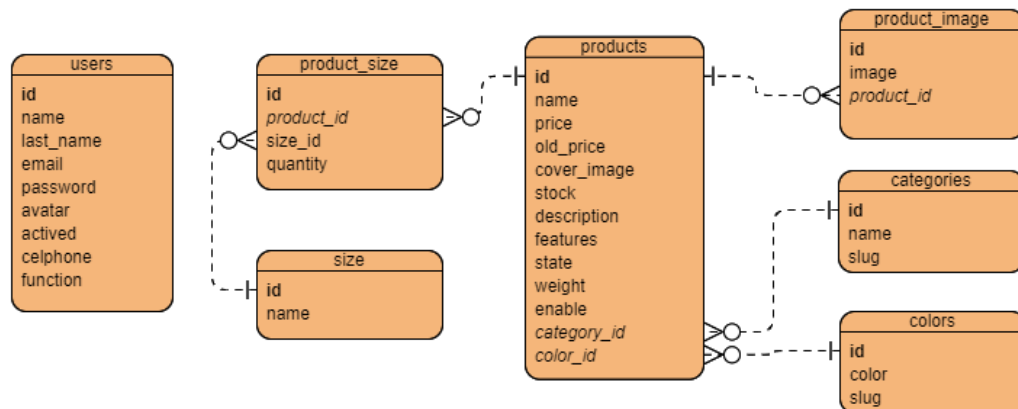 users
id
name
last_name
email
password
avatar
actived
celphone
function
product_size
id
product_id
size_id
quantity
size
id
name
products
id
name
price
old_price
cover_image
stock
description
features
state
weight
enable
category_id
color_id
product_image
id
image
product_id
categories
id
name
slug
colors
id
color
slug